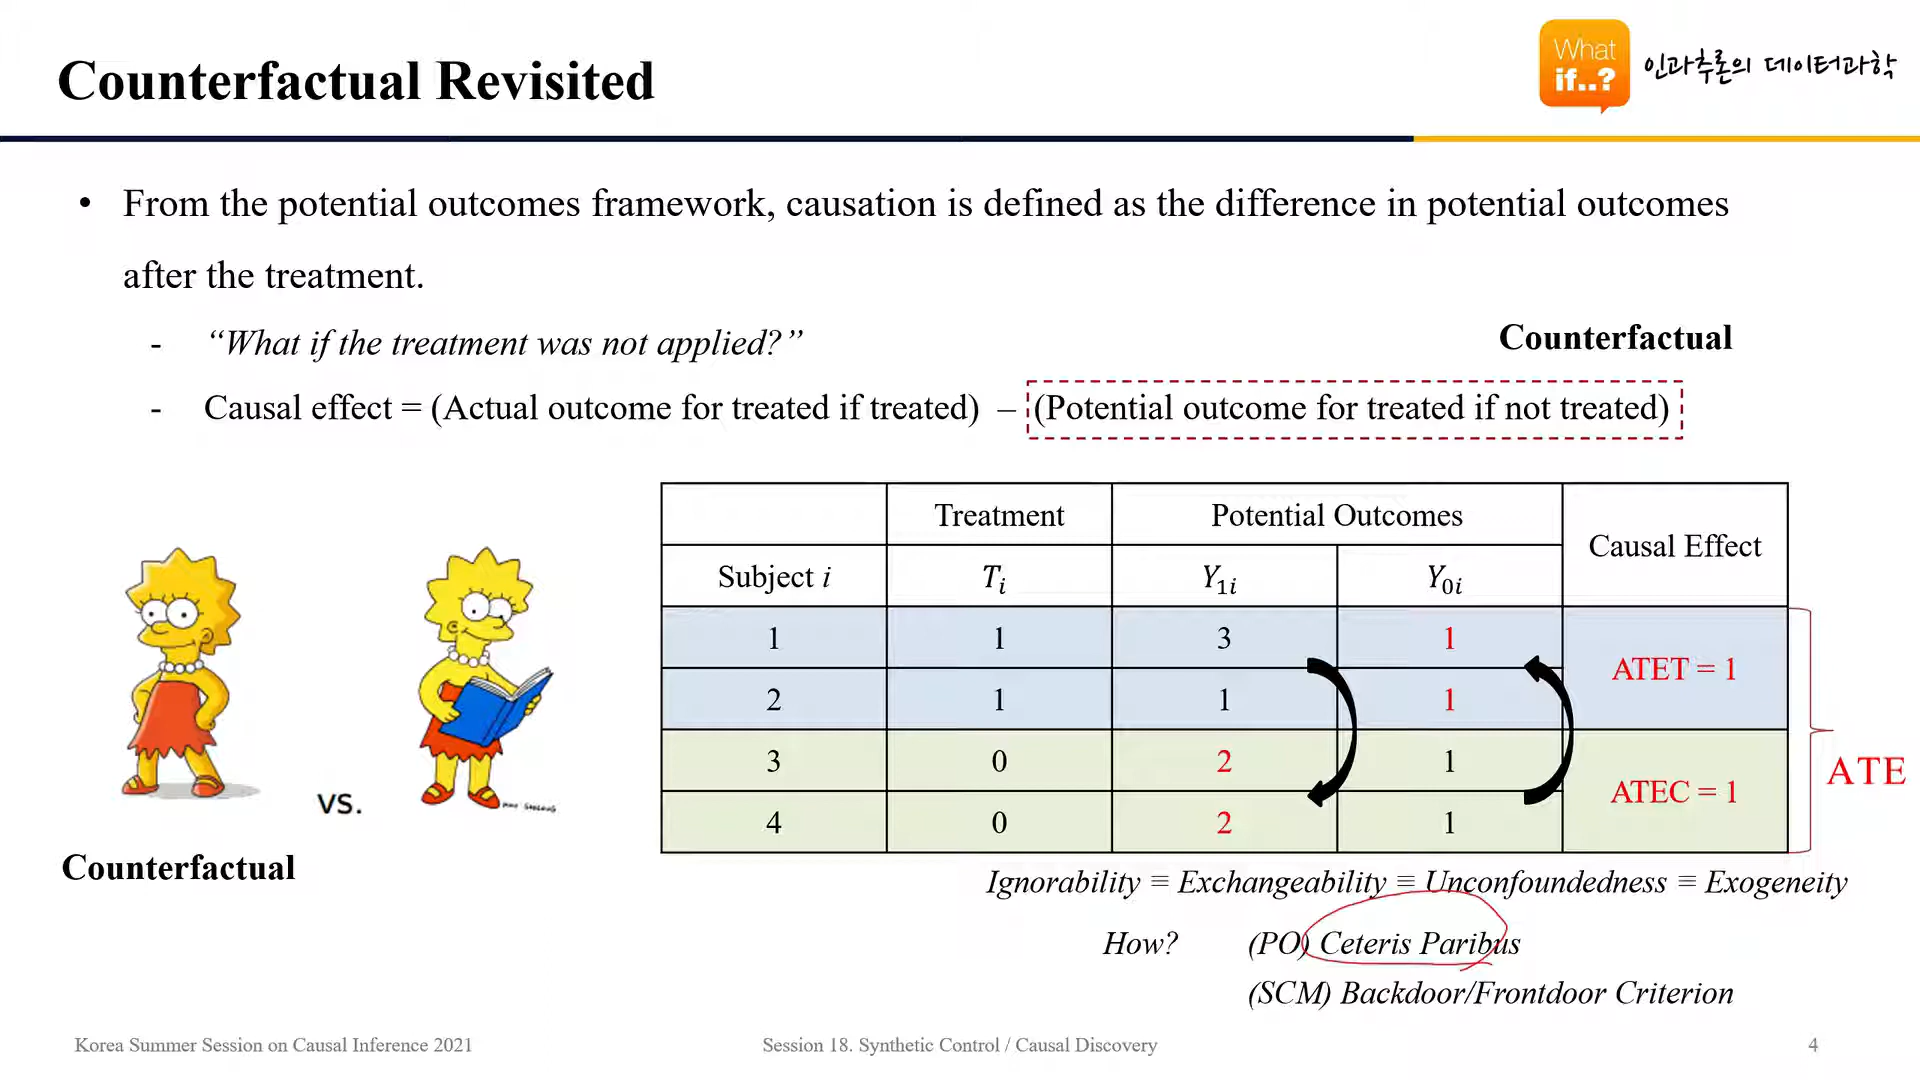 Counterfactual Revisited
What
if..?
인과추론의 데이터과학
• From the potential outcomes framework, causation is defined as the difference in potential outcomes
after the treatment.
- “What if the treatment was not applied?”
Counterfactual
- Causal effect = (Actual outcome for treated if treated) – (Potential outcome for treated if not treated)
Treatment Potential Outcomes Causal Effect
Subject i Tᵢ Y₁ᵢ Y₀ᵢ
1 1 3 1
ATET = 1
2 1 1 1
3 0 2 1
ATEC = 1
4 0 2 1
ATE
vs.
Counterfactual
Ignorability ≡ Exchangeability ≡ Unconfoundedness ≡ Exogeneity
How? (PO) Ceteris Paribus
(SCM) Backdoor/Frontdoor Criterion
Korea Summer Session on Causal Inference 2021
Session 18. Synthetic Control / Causal Discovery
4